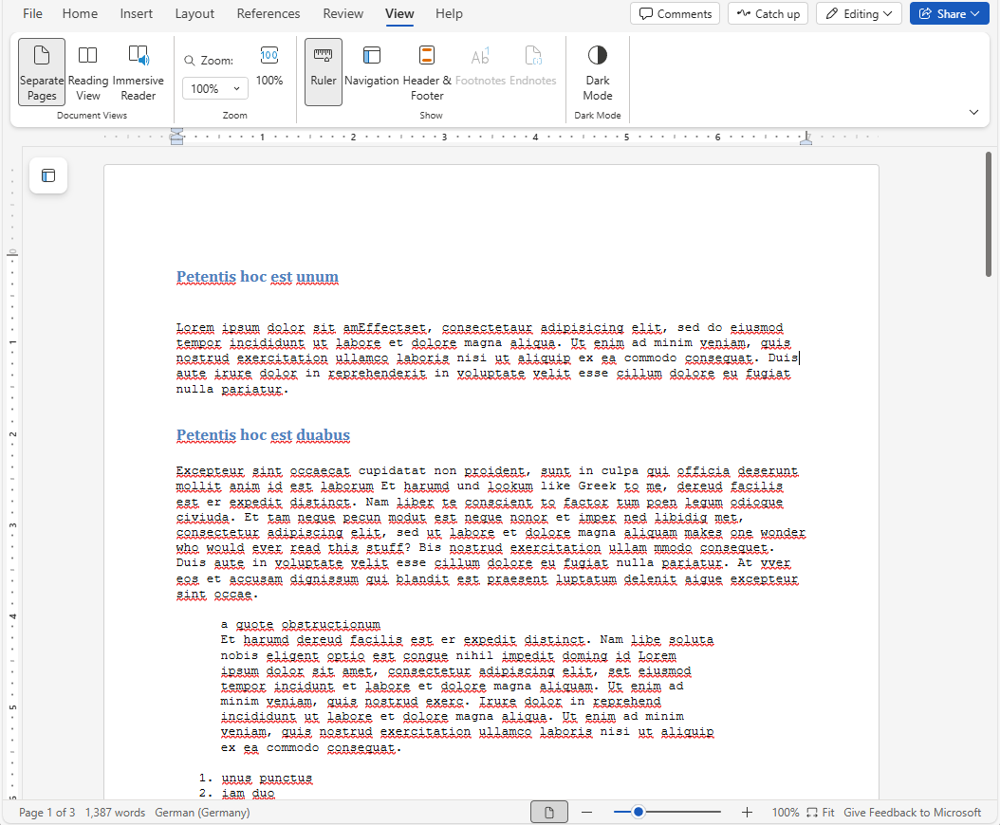 File Home Insert Layout References Review View Help Comments Catch up Editing Share
Separate Pages
Reading View
Immersive Reader
Document Views
Zoom:
100%
100%
Zoom
Ruler
Navigation
Header & Footer
Footnotes
Endnotes
Show
Dark Mode
Dark Mode
1 2 3 4 5 6 7
Petentis hoc est unum
Lorem ipsum dolor sit amEffectset, consectetaur adipisicing elit, sed do eiusmod
tempor incididunt ut labore et dolore magna aliqua. Ut enim ad minim veniam, quis
nostrud exercitation ullamco laboris nisi ut aliquip ex ea commodo consequat. Duis
aute irure dolor in reprehenderit in voluptate velit esse cillum dolore eu fugiat
nulla pariatur.
Petentis hoc est duabus
Excepteur sint occaecat cupidatat non proident, sunt in culpa qui officia deserunt
mollit anim id est laborum Et harumd und lookum like Greek to me, dereud facilis
est er expedit distinct. Nam liber te conscient to factor tum poen legum odioque
civiuda. Et tam neque pecun modut est neque nonor et imper ned libidig met,
consectetur adipiscing elit, sed ut labore et dolore magna aliquam makes one wonder
who would ever read this stuff? Bis nostrud exercitation ullam mmodo consequet.
Duis aute in voluptate velit esse cillum dolore eu fugiat nulla pariatur. At vver
eos et accusam dignissum qui blandit est praesent luptatum delenit aigue excepteur
sint occae.
a quote obstructionum
Et harumd dereud facilis est er expedit distinct. Nam libe soluta
nobis eligent optio est congue nihil impedit doming id Lorem
ipsum dolor sit amet, consectetur adipiscing elit, set eiusmod
tempor incidunt et labore et dolore magna aliquam. Ut enim ad
minim veniam, quis nostrud exerc. Irure dolor in reprehend
incididunt ut labore et dolore magna aliqua. Ut enim ad minim
veniam, quis nostrud exercitation ullamco laboris nisi ut aliquip
ex ea commodo consequat.
1. unus punctus
2. iam duo
1
2
3
4
5
Page 1 of 3 1,387 words German (Germany) 100% Fit Give Feedback to Microsoft